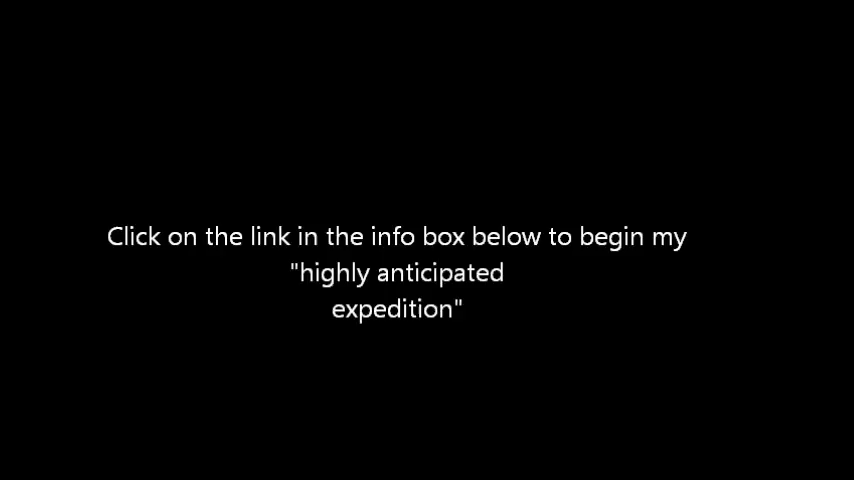 Click on the link in the info box below to begin my
"highly anticipated
expedition"